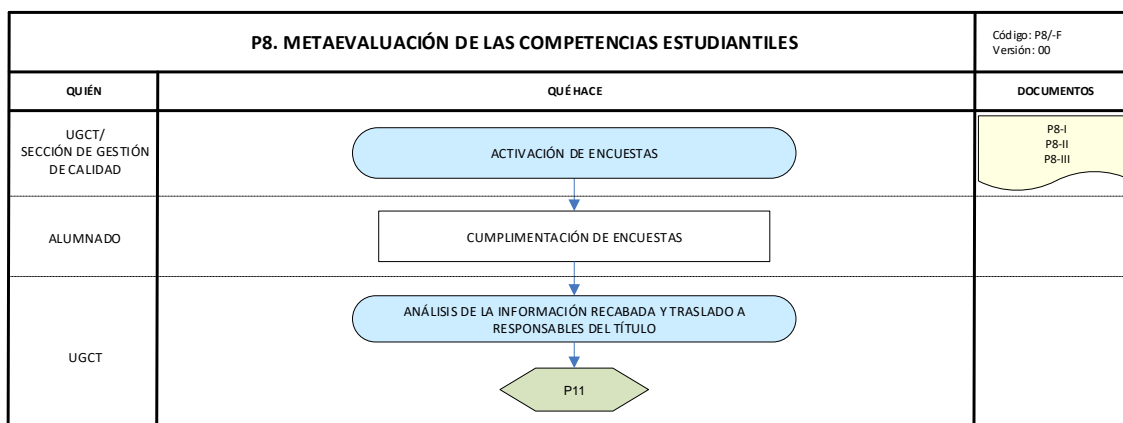 P8. METAEVALUACIÓN DE LAS COMPETENCIAS ESTUDIANTILES
Código: P8/-F
Versión: 00
QUIÉN
QUÉ HACE
DOCUMENTOS
UGCT/
SECCIÓN DE GESTIÓN
DE CALIDAD
ACTIVACIÓN DE ENCUESTAS
P8-I
P8-II
P8-III
ALUMNADO
CUMPLIMENTACIÓN DE ENCUESTAS
UGCT
ANÁLISIS DE LA INFORMACIÓN RECABADA Y TRASLADO A
RESPONSABLES DEL TÍTULO
P11